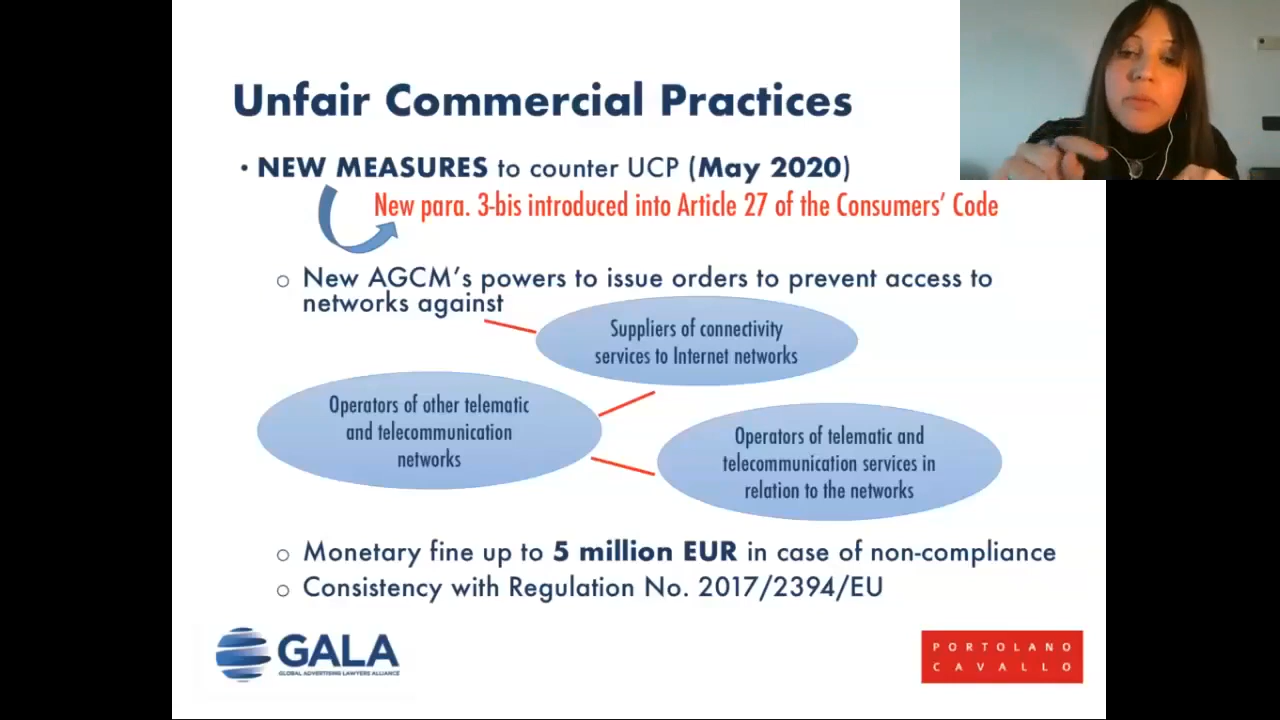 Unfair Commercial Practices
• NEW MEASURES to counter UCP (May 2020)
New para. 3-bis introduced into Article 27 of the Consumers' Code
o New AGCM's powers to issue orders to prevent access to
networks against
Suppliers of connectivity
services to Internet networks
Operators of other telematic
and telecommunication
networks
Operators of telematic and
telecommunication services in
relation to the networks
o Monetary fine up to 5 million EUR in case of non-compliance
o Consistency with Regulation No. 2017/2394/EU
GALA
GLOBAL ADVERTISING LAWYERS ALLIANCE
PORTOLANO
CAVALLO